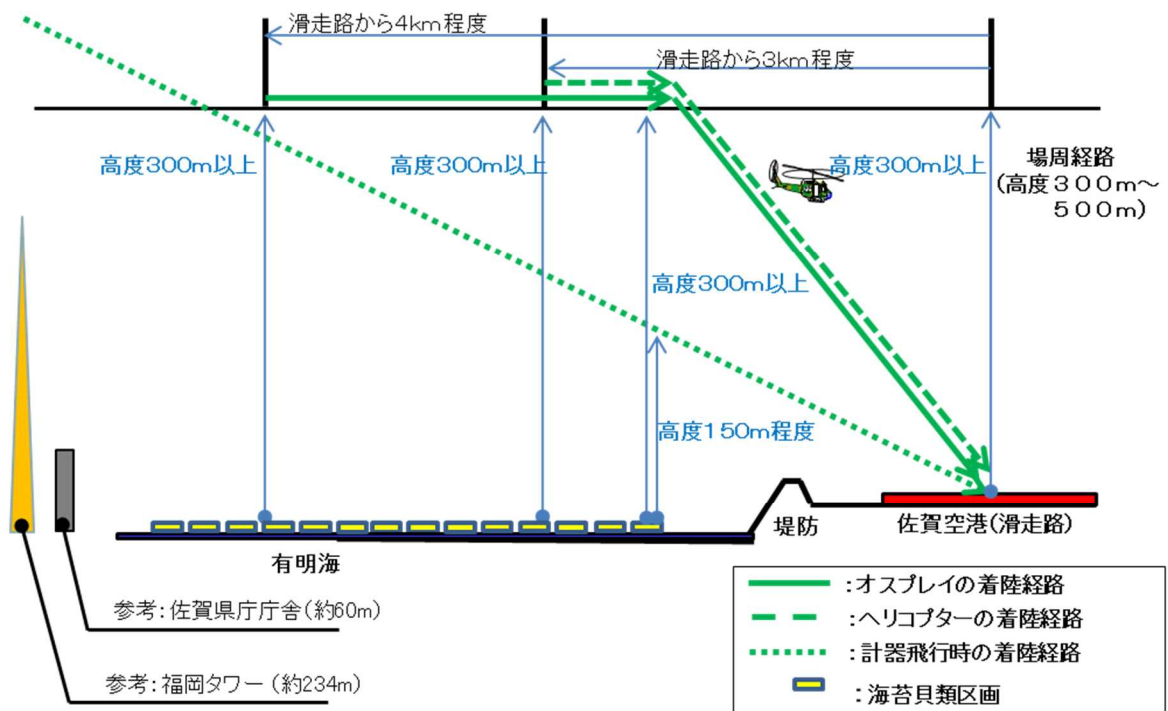 滑走路から4km程度
滑走路から3km程度
高度300m以上
高度300m以上
高度300m以上
場周経路
(高度300m~
500m)
高度300m以上
高度150m程度
堤防
佐賀空港(滑走路)
有明海
参考:佐賀県庁庁舎(約60m)
参考:福岡タワー(約234m)
:オスプレイの着陸経路
:ヘリコプターの着陸経路
:計器飛行時の着陸経路
:海苔貝類区画